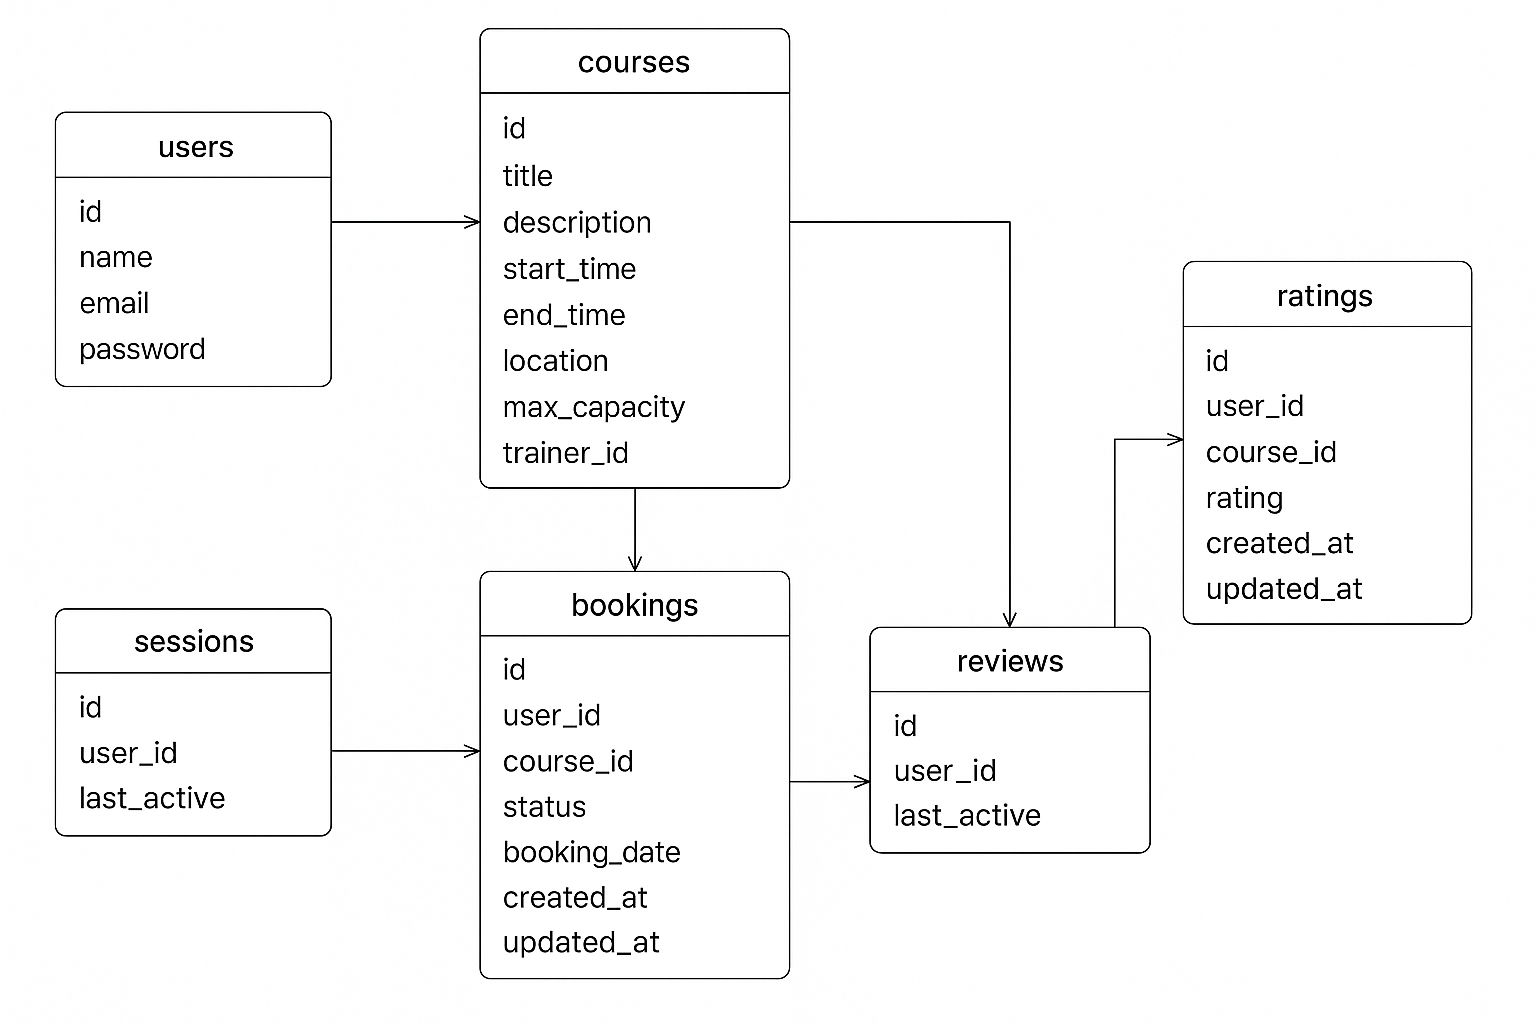 users
id
name
email
password
courses
id
title
description
start_time
end_time
location
max_capacity
trainer_id
ratings
id
user_id
course_id
rating
created_at
updated_at
sessions
id
user_id
last_active
bookings
id
user_id
course_id
status
booking_date
created_at
updated_at
reviews
id
user_id
last_active